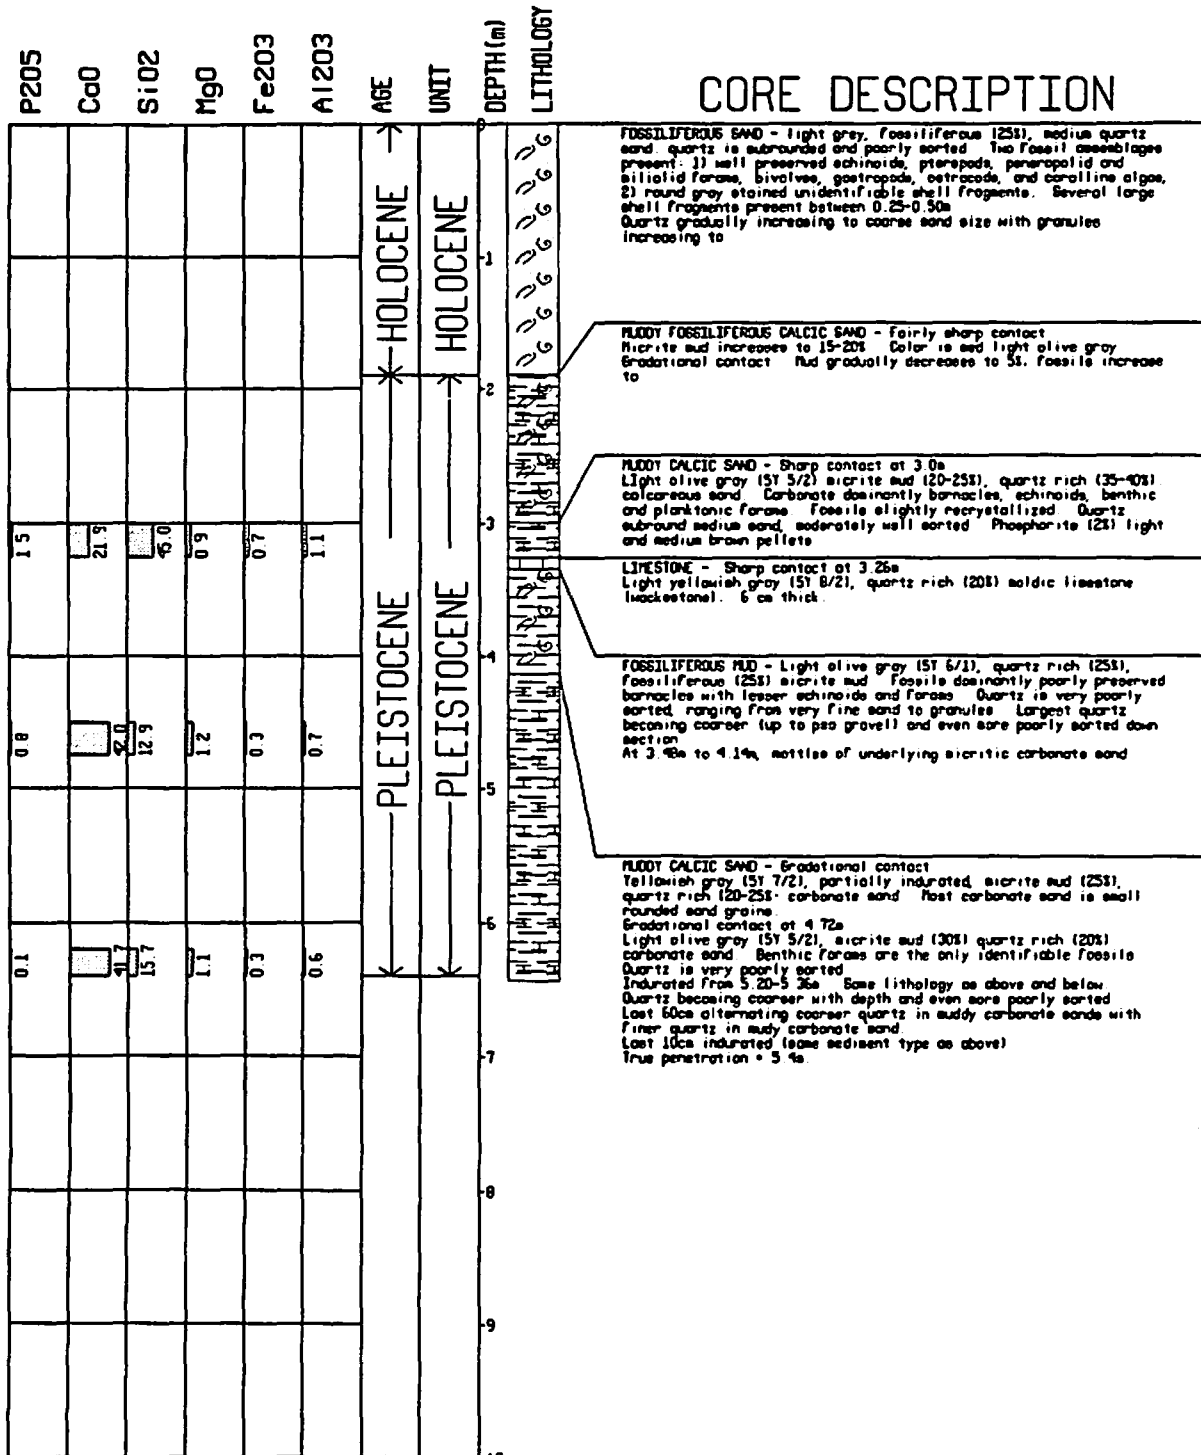 P2O5 CaO SiO2 MgO Fe2O3 Al2O3 AGE UNIT DEPTH(m) LITHOLOGY
CORE DESCRIPTION
0
FOSSILIFEROUS SAND - light grey, fossiliferous (25%), medium quartz
sand. quartz is subrounded and poorly sorted Two fossil assemblages
present: 1) well preserved echinoids, pteropods, peneropolid and
miliolid forams, bivalves, gastropods, ostracods, and coralline algae,
2) round gray stained unidentifiable shell fragments. Several large
shell fragments present between 0.25-0.50m
Quartz gradually increasing to coarse sand size with granules
increasing to
HOLOCENE
HOLOCENE
1
MUDDY FOSSILIFEROUS CALCIC SAND - Fairly sharp contact
Micrite mud increases to 15-20% Color is med light olive gray
Gradational contact Mud gradually decreases to 5%. fossils increase
to
2
MUDDY CALCIC SAND - Sharp contact at 3.0m
Light olive gray (5Y 5/2) micrite mud (20-25%), quartz rich (35-40%)
calcareous sand. Carbonate dominantly barnacles, echinoids, benthic
and planktonic forams. Fossils slightly recrystallized. Quartz
subround medium sand, moderately well sorted Phosphorite (2%) light
and medium brown pellets
3
1.5 21.9 45.0 0.9 0.7 1.1
LIMESTONE - Sharp contact at 3.26m
Light yellowish gray (5Y 8/2), quartz rich (20%) moldic limestone
(wackestone). 6 cm thick.
PLEISTOCENE
PLEISTOCENE
4
FOSSILIFEROUS MUD - Light olive gray (5Y 6/1), quartz rich (25%),
fossiliferous (25%) micrite mud Fossils dominantly poorly preserved
barnacles with lesser echinoids and forams Quartz is very poorly
sorted, ranging from very fine sand to granules Largest quartz
becoming coarser (up to pea gravel) and even more poorly sorted down
section
At 3.48m to 4.14m, mottles of underlying micritic carbonate sand
0.8 42.0 12.9 1.2 0.3 0.7
5
MUDDY CALCIC SAND - Gradational contact
Yellowish gray (5Y 7/2), partially indurated, micrite mud (25%),
quartz rich (20-25% carbonate sand Most carbonate sand is small
rounded sand grains.
Gradational contact at 4 72m
Light olive gray (5Y 5/2), micrite mud (30%) quartz rich (20%)
carbonate sand. Benthic forams are the only identifiable fossils
Quartz is very poorly sorted
Indurated from 5.20-5 36m Same lithology as above and below.
Quartz becoming coarser with depth and even more poorly sorted
Last 60cm alternating coarser quartz in muddy carbonate sands with
finer quartz in mudy carbonate sand.
Last 10cm indurated (same sediment type as above)
True penetration = 5.4m.
6
0.1 41.7 15.7 1.1 0.3 0.6
7
8
9